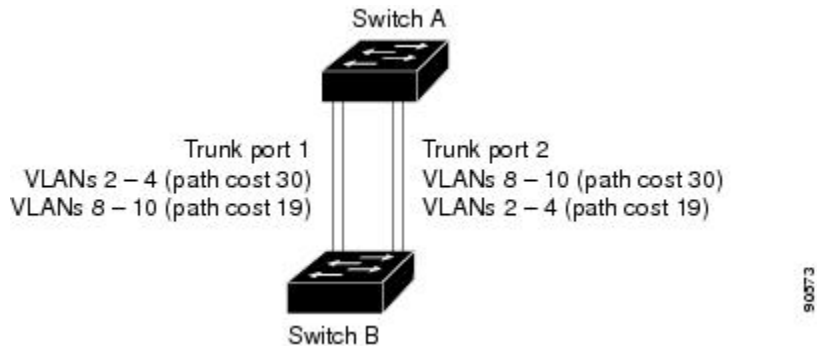 Switch A
Trunk port 1
VLANs 2 – 4 (path cost 30)
VLANs 8 – 10 (path cost 19)
Trunk port 2
VLANs 8 – 10 (path cost 30)
VLANs 2 – 4 (path cost 19)
Switch B
90573